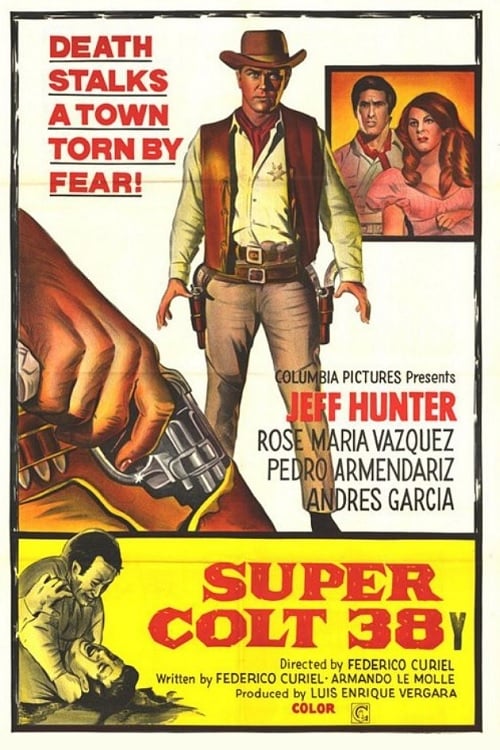 DEATH
STALKS
A TOWN
TORN BY
FEAR!
COLUMBIA PICTURES Presents
JEFF HUNTER
ROSE MARIA VAZQUEZ
PEDRO ARMENDARIZ
ANDRES GARCIA
SUPER
COLT 38
Y
Directed by FEDERICO CURIEL
Written by FEDERICO CURIEL · ARMANDO LE MOLLE
Produced by LUIS ENRIQUE VERGARA
COLOR